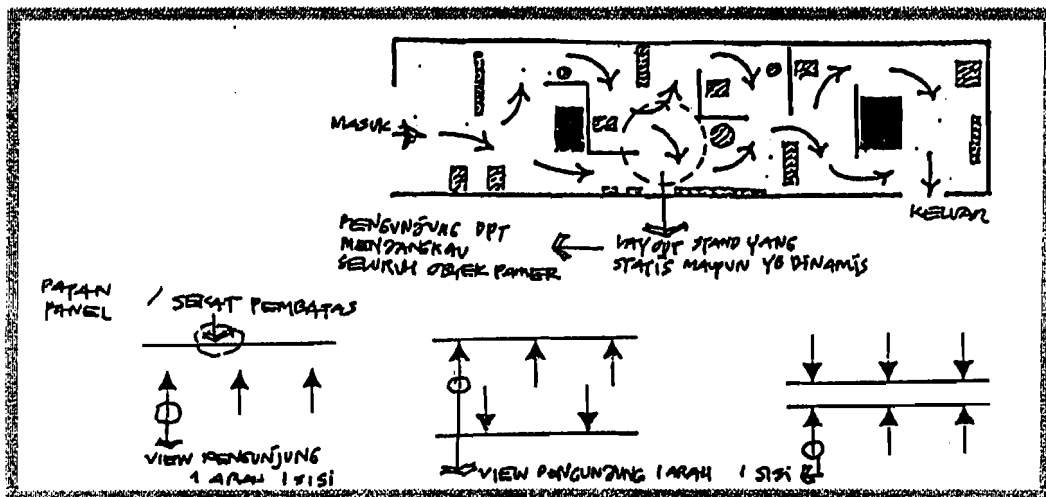 MASUK
KELUAR
PENGUNJUNG DPT
MENJANGKAU
SELURUH OBJEK PAMER
LAYOUT STAND YANG
STATIS MAUPUN YG DINAMIS
PAPAN
PANEL
/ SEKAT PEMBATAS
VIEW PENGUNJUNG
1 ARAH 1 SISI
VIEW PENGUNJUNG 1 ARAH 1 SISI